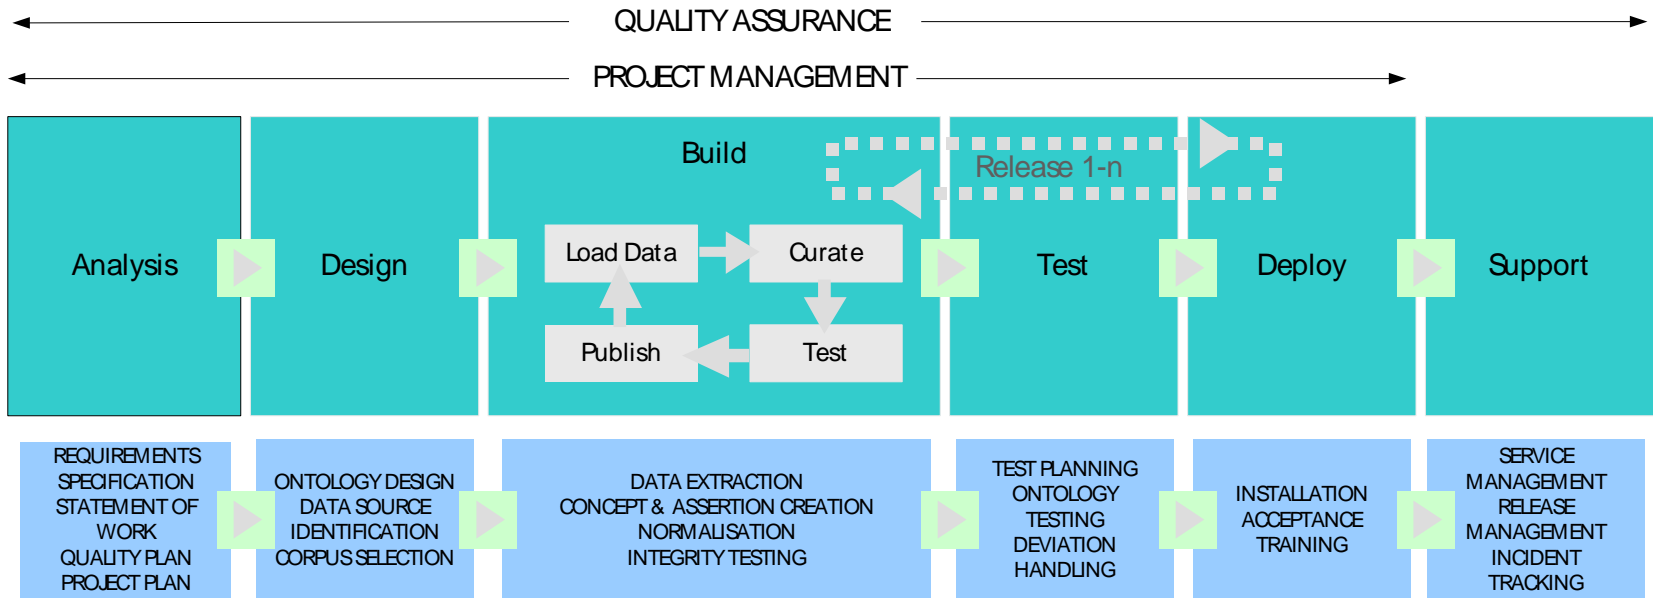 QUALITY ASSURANCE
PROJECT MANAGEMENT
Analysis
Design
Build
Load Data
Curate
Publish
Test
Release 1-n
Test
Deploy
Support
REQUIREMENTS
SPECIFICATION
STATEMENT OF
WORK
QUALITY PLAN
PROJECT PLAN
ONTOLOGY DESIGN
DATA SOURCE
IDENTIFICATION
CORPUS SELECTION
DATA EXTRACTION
CONCEPT & ASSERTION CREATION
NORMALISATION
INTEGRITY TESTING
TEST PLANNING
ONTOLOGY
TESTING
DEVIATION
HANDLING
INSTALLATION
ACCEPTANCE
TRAINING
SERVICE
MANAGEMENT
RELEASE
MANAGEMENT
INCIDENT
TRACKING